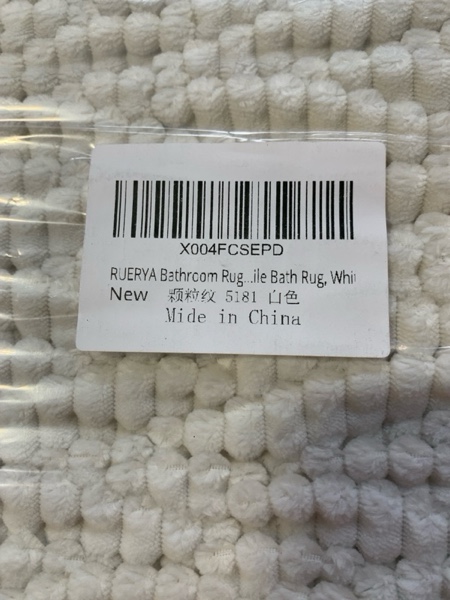 X004FCSEPD
RUERYA Bathroom Rug...ile Bath Rug, Whi
New 颗粒纹 5181 白色
Mide in China